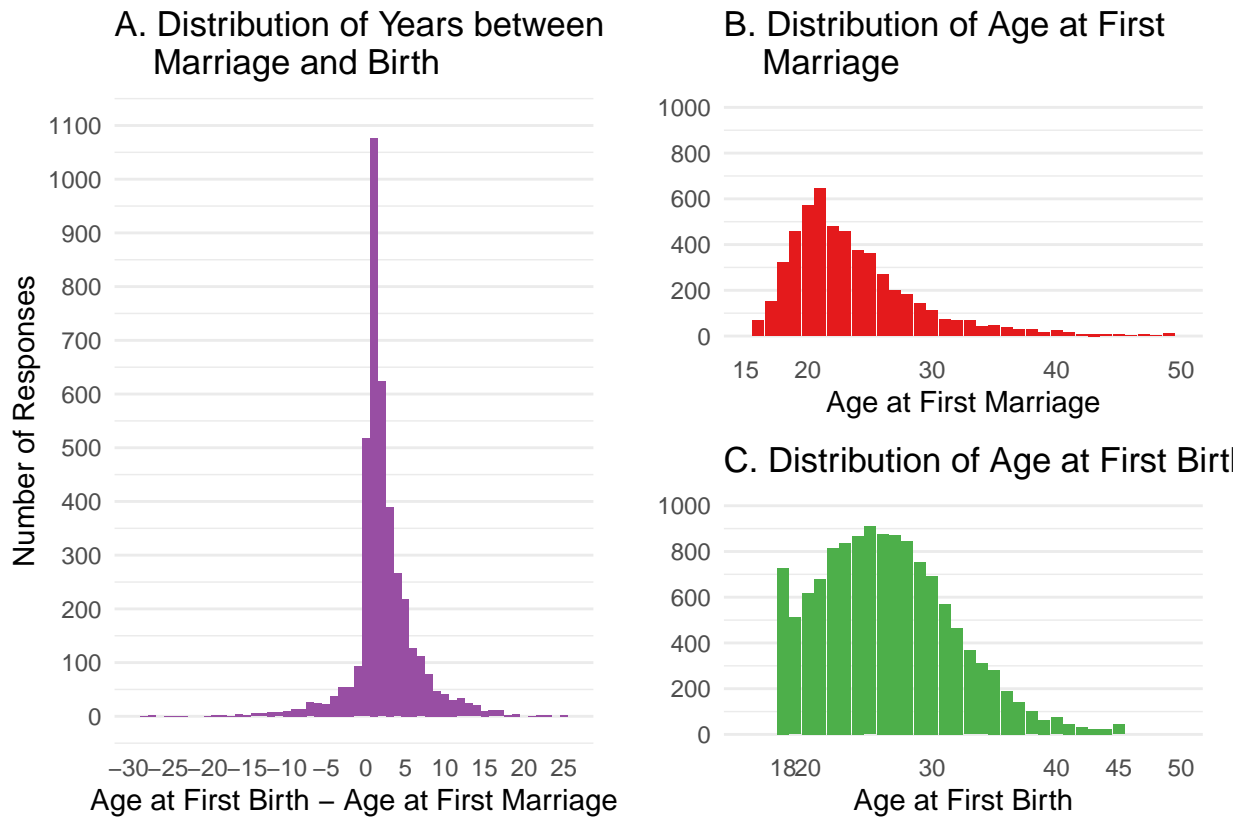 A. Distribution of Years between
Marriage and Birth
Number of Responses
1100
1000
900
800
700
600
500
400
300
200
100
0
−30−25−20−15−10 −5 0 5 10 15 20 25
Age at First Birth − Age at First Marriage
B. Distribution of Age at First
Marriage
1000
800
600
400
200
0
15 20 30 40 50
Age at First Marriage
C. Distribution of Age at First Birth
1000
800
600
400
200
0
1820 30 40 45 50
Age at First Birth